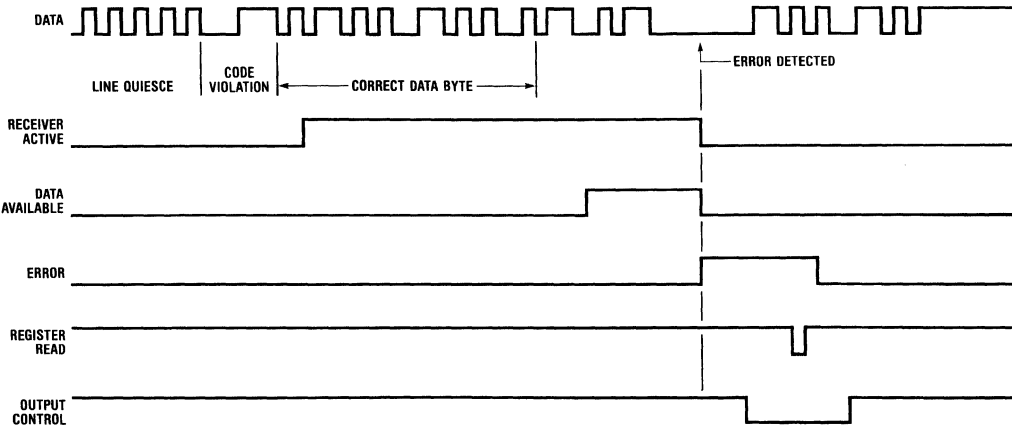 DATA
ERROR DETECTED
LINE QUIESCE
CODE
VIOLATION
CORRECT DATA BYTE
RECEIVER
ACTIVE
DATA
AVAILABLE
ERROR
REGISTER
READ
OUTPUT
CONTROL